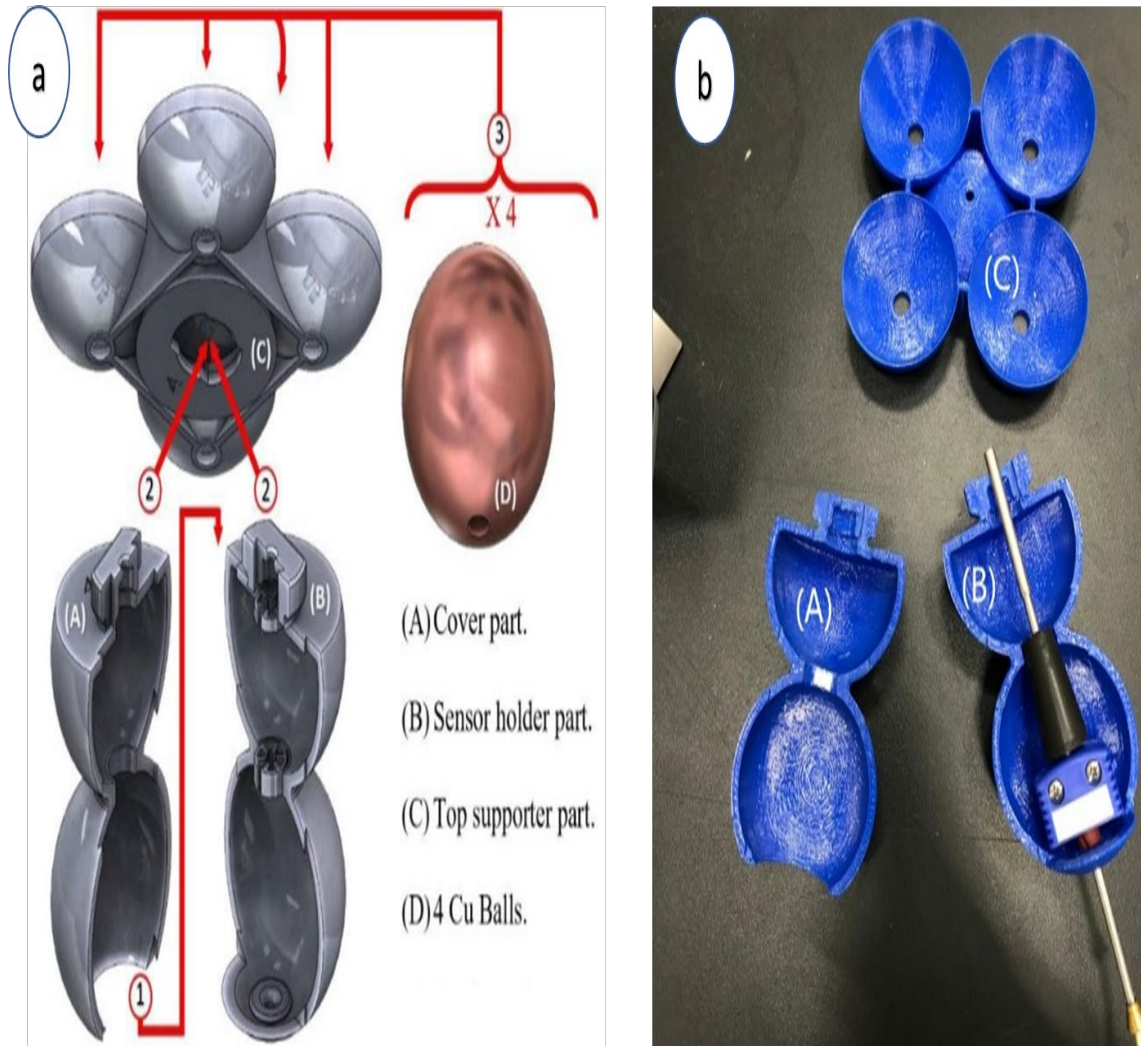 a
3
X 4
(C)
(D)
2
2
(A)
(B)
(A) Cover part.
(B) Sensor holder part.
(C) Top supporter part.
(D) 4 Cu Balls.
1
b
(C)
(A)
(B)